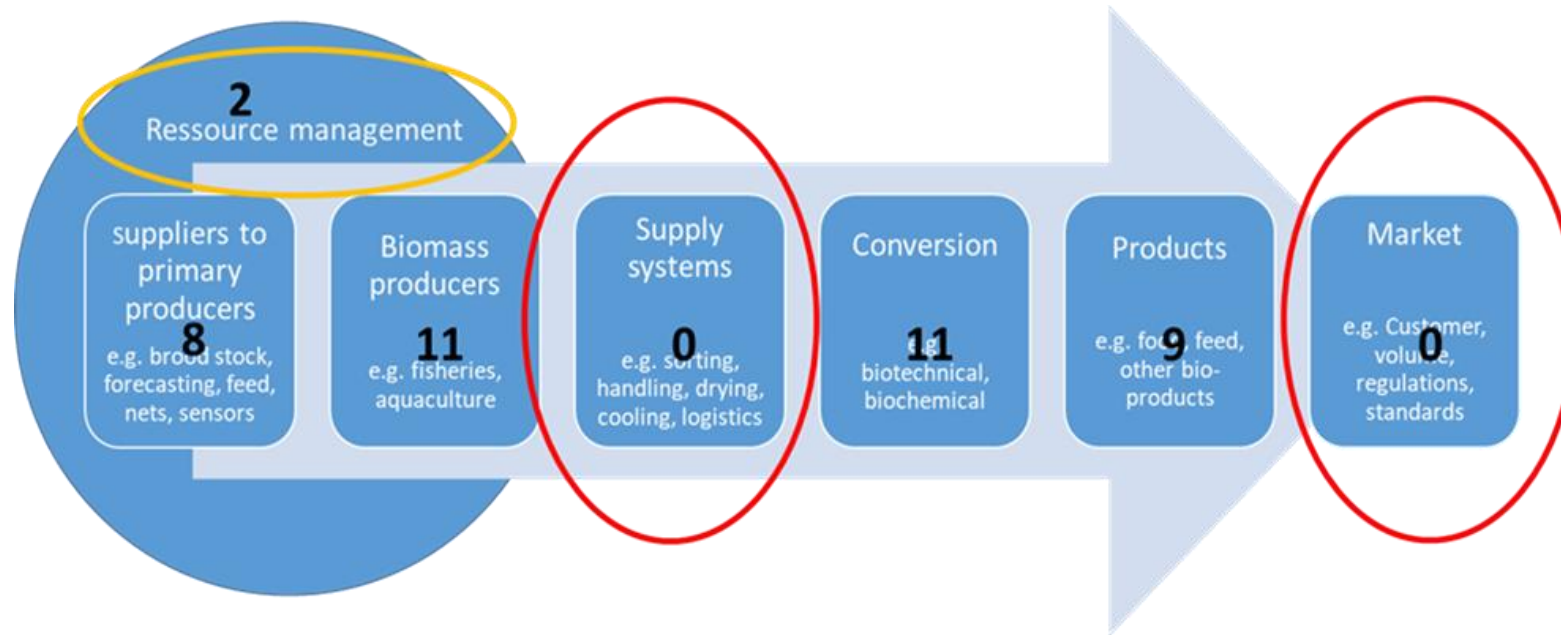 2
Ressource management
suppliers to
primary
producers
8
e.g. brood stock,
forecasting, feed,
nets, sensors
Biomass
producers
11
e.g. fisheries,
aquaculture
Supply
systems
0
e.g. sorting,
handling, drying,
cooling, logistics
Conversion
11
e.g.
biotechnical,
biochemical
Products
9
e.g. food, feed,
other bio-
products
Market
0
e.g. Customer,
volume,
regulations,
standards